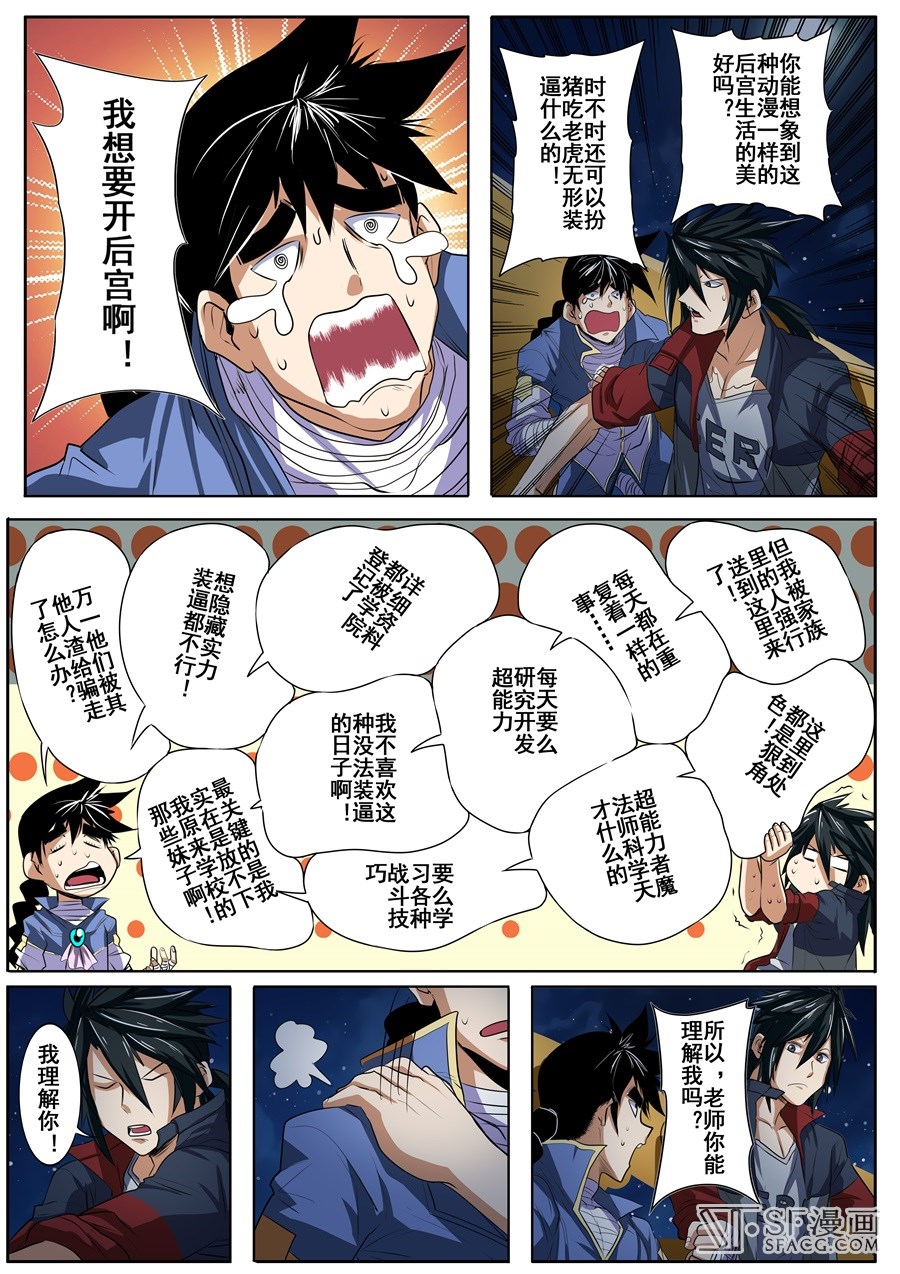 你能想象到这
种动漫一样的
后宫生活的美
好吗?
时不时还可以扮
猪吃老虎无形装
逼什么的!
我想要开后宫啊!
但我被家族
里的人强行
送到这里来
了!
这里到处
都是狠角
色!
每天都在重
复着一样的
事……
超能力者魔
法师科学天
才什么的
每天要么
研究开发
超能力
要么学
习各种
战斗技
巧
详细资料
都被学院
登记了
我不喜欢这
种没法装逼
的日子啊!
想隐藏实力
装逼都不行!
最关键的是我
实在是放不下
我原来学校的
那些妹子啊!
万一他们被其
他人渣给骗走
了怎么办?
所以,老师你能
理解我吗?
我理解你!
SF漫画
SFACG.COM